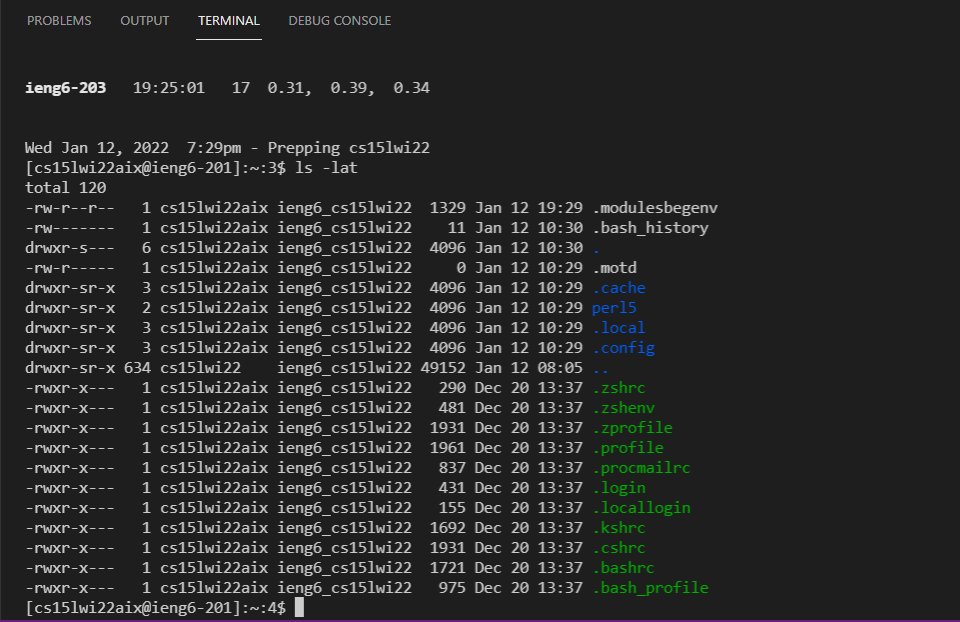 PROBLEMS OUTPUT TERMINAL DEBUG CONSOLE
ieng6-203   19:25:01   17  0.31,  0.39,  0.34
Wed Jan 12, 2022  7:29pm - Prepping cs15lwi22
[cs15lwi22aix@ieng6-201]:~:3$ ls -lat
total 120
-rw-r--r--   1 cs15lwi22aix ieng6_cs15lwi22  1329 Jan 12 19:29 .modulesbegenv
-rw-------   1 cs15lwi22aix ieng6_cs15lwi22    11 Jan 12 10:30 .bash_history
drwxr-s---   6 cs15lwi22aix ieng6_cs15lwi22  4096 Jan 12 10:30 .
-rw-r-----   1 cs15lwi22aix ieng6_cs15lwi22     0 Jan 12 10:29 .motd
drwxr-sr-x   3 cs15lwi22aix ieng6_cs15lwi22  4096 Jan 12 10:29 .cache
drwxr-sr-x   2 cs15lwi22aix ieng6_cs15lwi22  4096 Jan 12 10:29 perl5
drwxr-sr-x   3 cs15lwi22aix ieng6_cs15lwi22  4096 Jan 12 10:29 .local
drwxr-sr-x   3 cs15lwi22aix ieng6_cs15lwi22  4096 Jan 12 10:29 .config
drwxr-sr-x 634 cs15lwi22    ieng6_cs15lwi22 49152 Jan 12 08:05 ..
-rwxr-x---   1 cs15lwi22aix ieng6_cs15lwi22   290 Dec 20 13:37 .zshrc
-rwxr-x---   1 cs15lwi22aix ieng6_cs15lwi22   481 Dec 20 13:37 .zshenv
-rwxr-x---   1 cs15lwi22aix ieng6_cs15lwi22  1931 Dec 20 13:37 .zprofile
-rwxr-x---   1 cs15lwi22aix ieng6_cs15lwi22  1961 Dec 20 13:37 .profile
-rwxr-x---   1 cs15lwi22aix ieng6_cs15lwi22   837 Dec 20 13:37 .procmailrc
-rwxr-x---   1 cs15lwi22aix ieng6_cs15lwi22   431 Dec 20 13:37 .login
-rwxr-x---   1 cs15lwi22aix ieng6_cs15lwi22   155 Dec 20 13:37 .locallogin
-rwxr-x---   1 cs15lwi22aix ieng6_cs15lwi22  1692 Dec 20 13:37 .kshrc
-rwxr-x---   1 cs15lwi22aix ieng6_cs15lwi22  1931 Dec 20 13:37 .cshrc
-rwxr-x---   1 cs15lwi22aix ieng6_cs15lwi22  1721 Dec 20 13:37 .bashrc
-rwxr-x---   1 cs15lwi22aix ieng6_cs15lwi22   975 Dec 20 13:37 .bash_profile
[cs15lwi22aix@ieng6-201]:~:4$